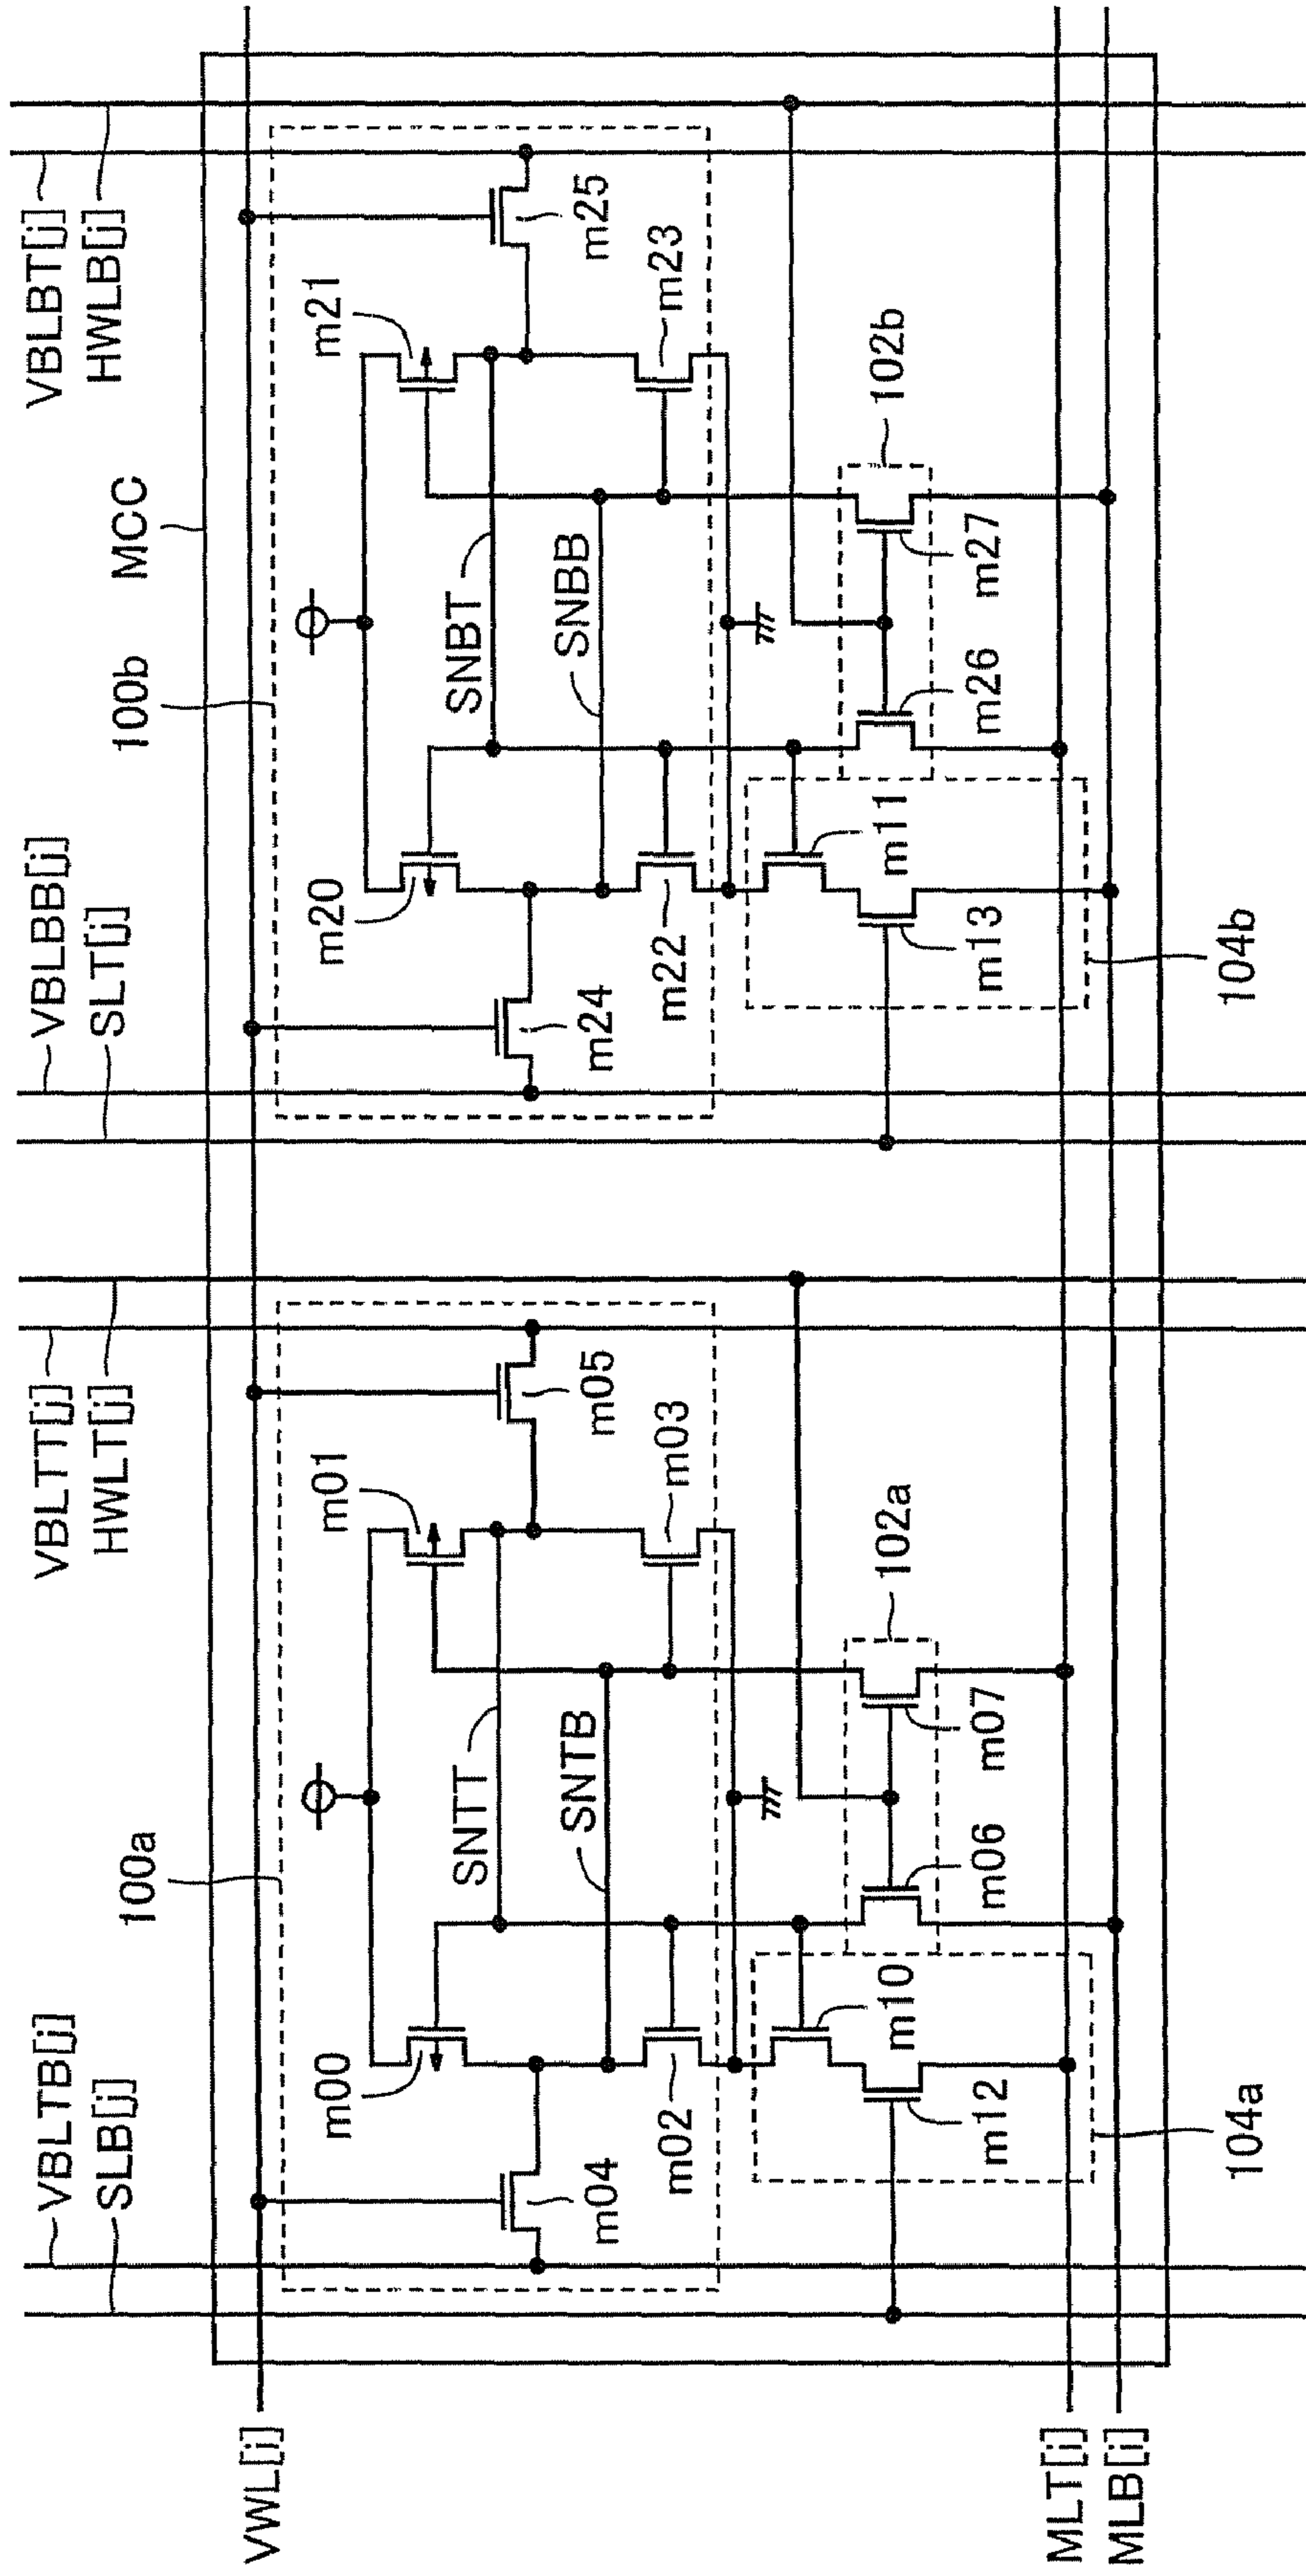 VBLTB[j]
SLB[j]
VBLTT[j]
HWLT[j]
VBLBB[j]
SLT[j]
VBLBT[j]
HWLB[j]
100a
100b
MCC
VWL[i]
m00
m01
m20
m21
SNTT
SNBT
m04
SNTB
m05
m24
SNBB
m25
m02
m03
m22
m23
m10
102a
m11
102b
m12
m06
m07
m13
m26
m27
MLT[i]
MLB[i]
104a
104b